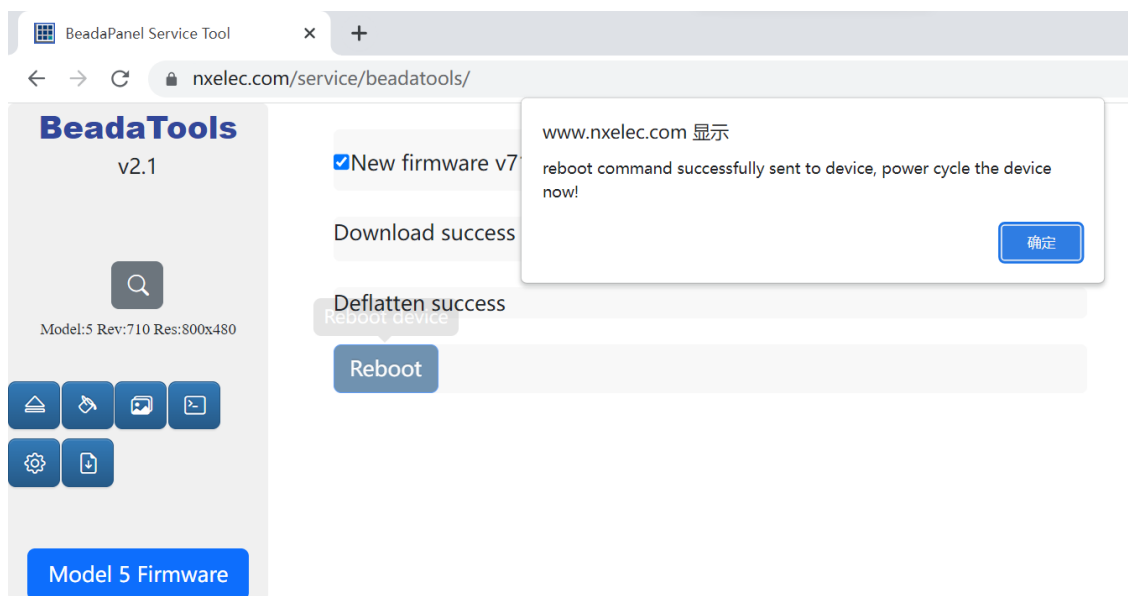 BeadaPanel Service Tool
nxelec.com/service/beadatools/
BeadaTools
v2.1
Model:5 Rev:710 Res:800x480
Model 5 Firmware
New firmware
Download success
Deflatten success
Reboot device
Reboot
www.nxelec.com 显示
reboot command successfully sent to device, power cycle the device
now!
确定